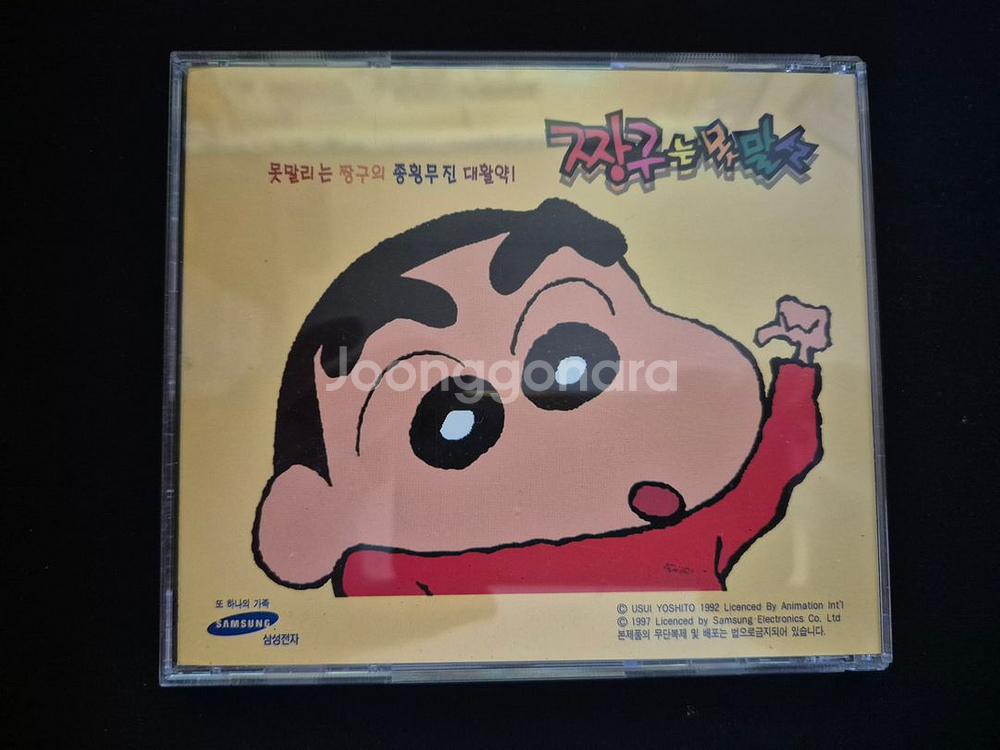 짱구는 못말려
못말리는 짱구의 종횡무진 대활약!
Joonggonara
또 하나의 가족
SAMSUNG
삼성전자
© USUI YOSHITO 1992 Licenced By Animation Int'l
© 1997 Licenced by Samsung Electronics Co. Ltd
본제품의 무단복제 및 배포는 법으로금지되어 있습니다.